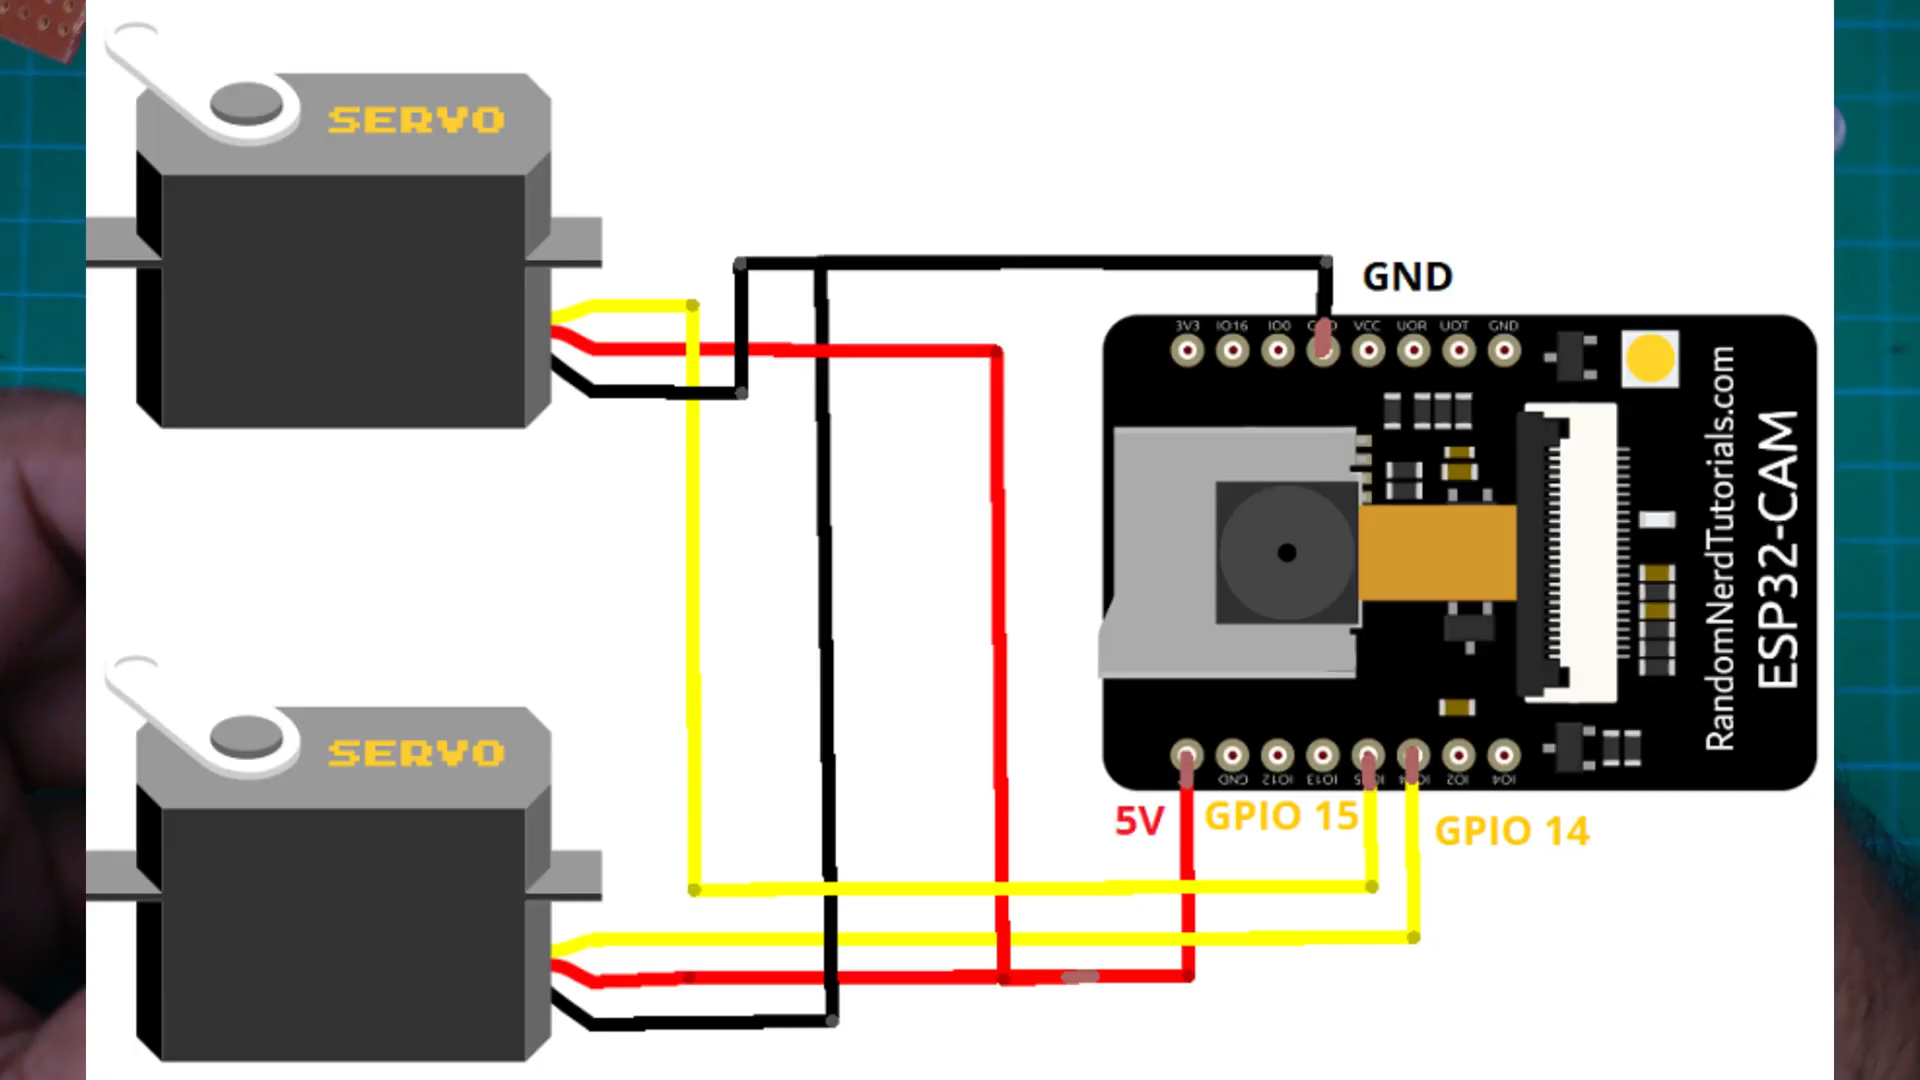 SERVO
GND
3V3 IO16 IO0 VCC UOR UOT GND
RandomNerdTutorials.com
ESP32-CAM
SERVO
GND IO12 IO13 IO2 IO4
5V GPIO 15 GPIO 14